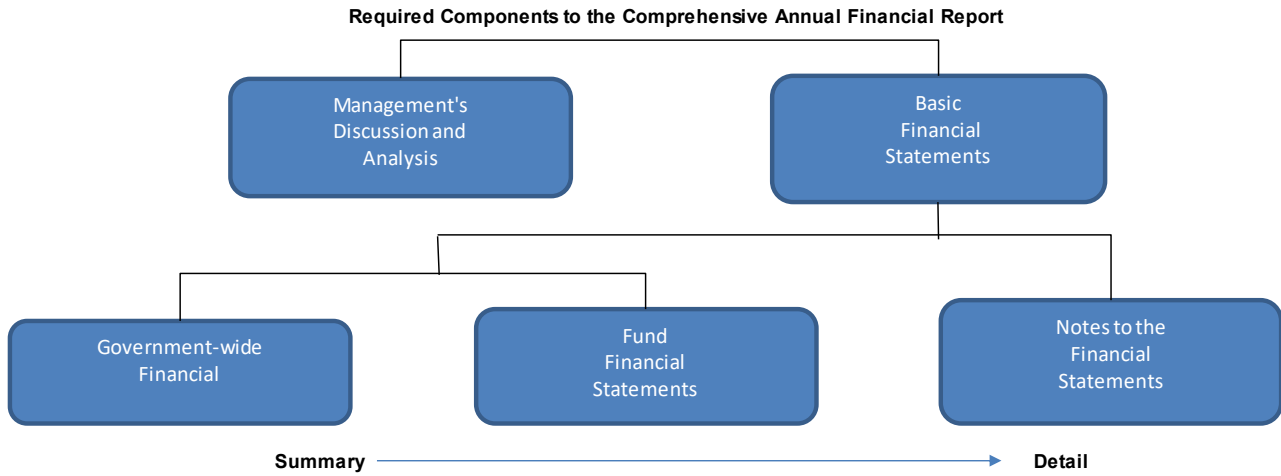 Required Components to the Comprehensive Annual Financial Report
Management's
Discussion and
Analysis
Basic
Financial
Statements
Government-wide
Financial
Fund
Financial
Statements
Notes to the
Financial
Statements
Summary
Detail